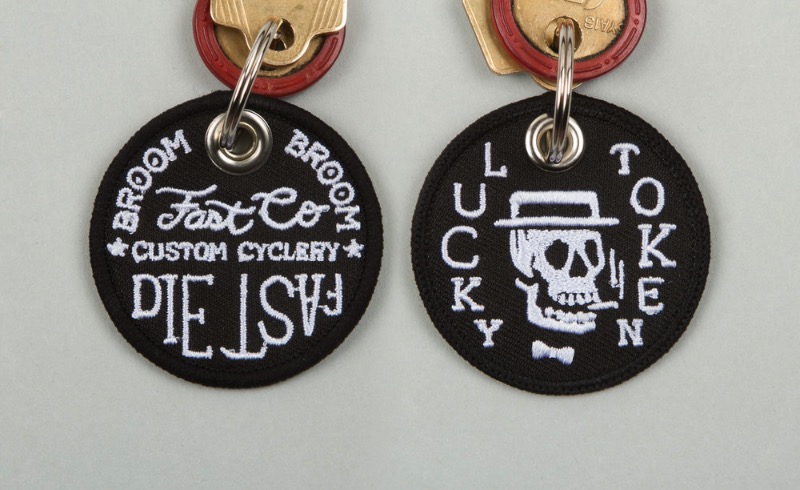 BROOM BROOM
Fast Co
★CUSTOM CYCLERY★
DIE FAST
LUCKY
TOKEN